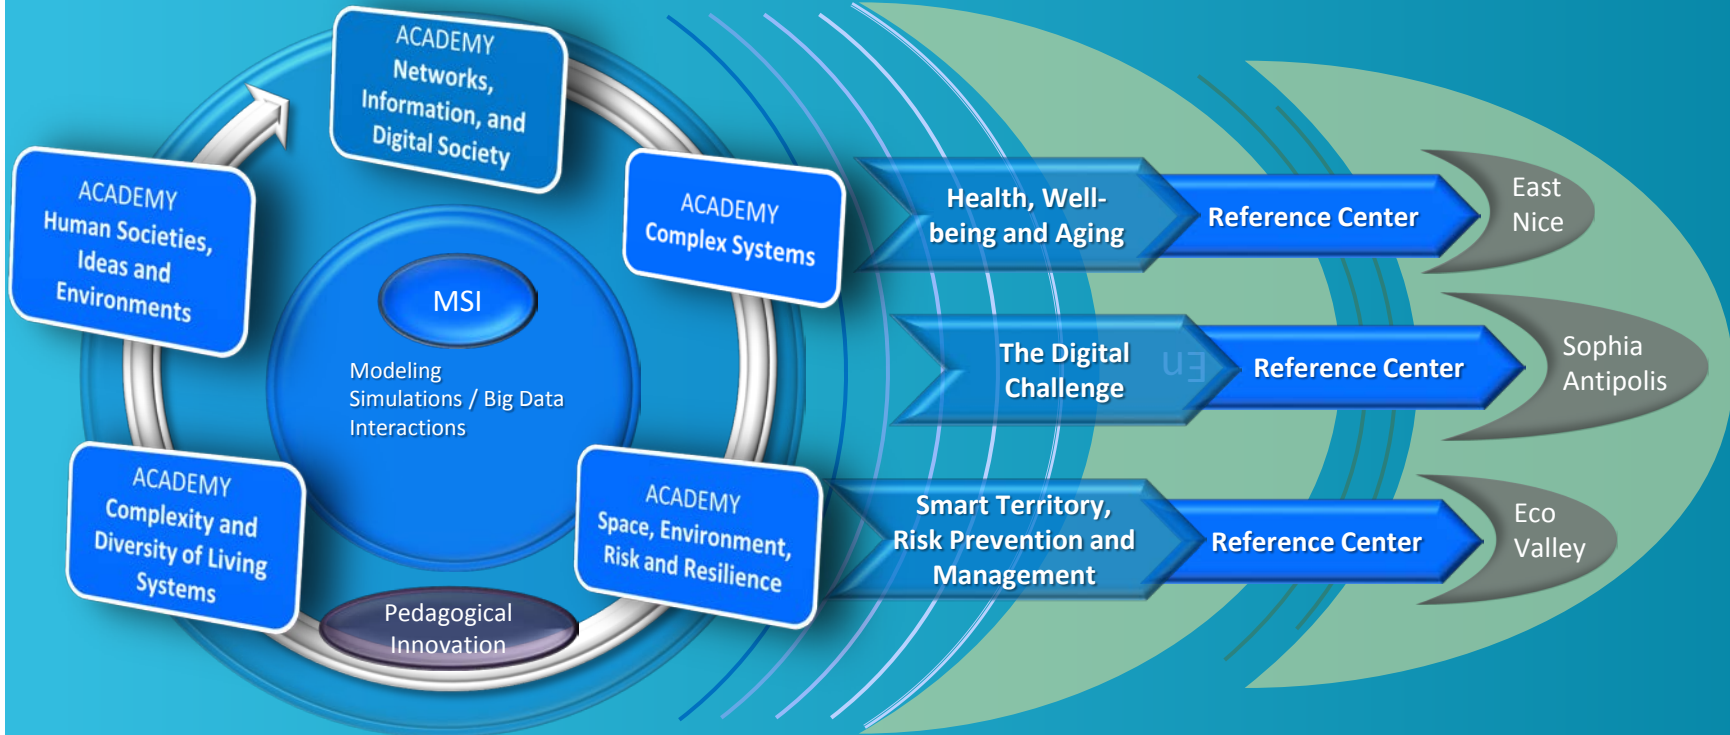 ACADEMY
Networks,
Information, and
Digital Society
ACADEMY
Complex Systems
ACADEMY
Human Societies,
Ideas and
Environments
MSI
Modeling
Simulations / Big Data
Interactions
ACADEMY
Complexity and
Diversity of Living
Systems
ACADEMY
Space, Environment,
Risk and Resilience
Pedagogical
Innovation
Health, Well-
being and Aging
Reference Center
East
Nice
The Digital
Challenge
En
Reference Center
Sophia
Antipolis
Smart Territory,
Risk Prevention and
Management
Reference Center
Eco
Valley